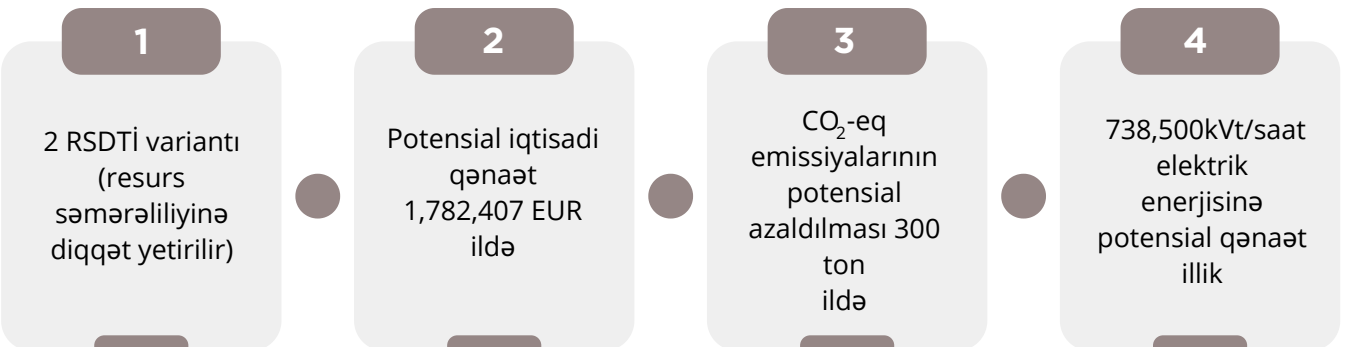 1
2 RSDTİ variantı
(resurs
səmərəliliyinə
diqqət yetirilir)
2
Potensial iqtisadi
qənaət
1,782,407 EUR
ildə
3
CO₂-eq
emissiyalarının
potensial
azaldılması 300
ton
ildə
4
738,500kVt/saat
elektrik
enerjisinə
potensial qənaət
illik